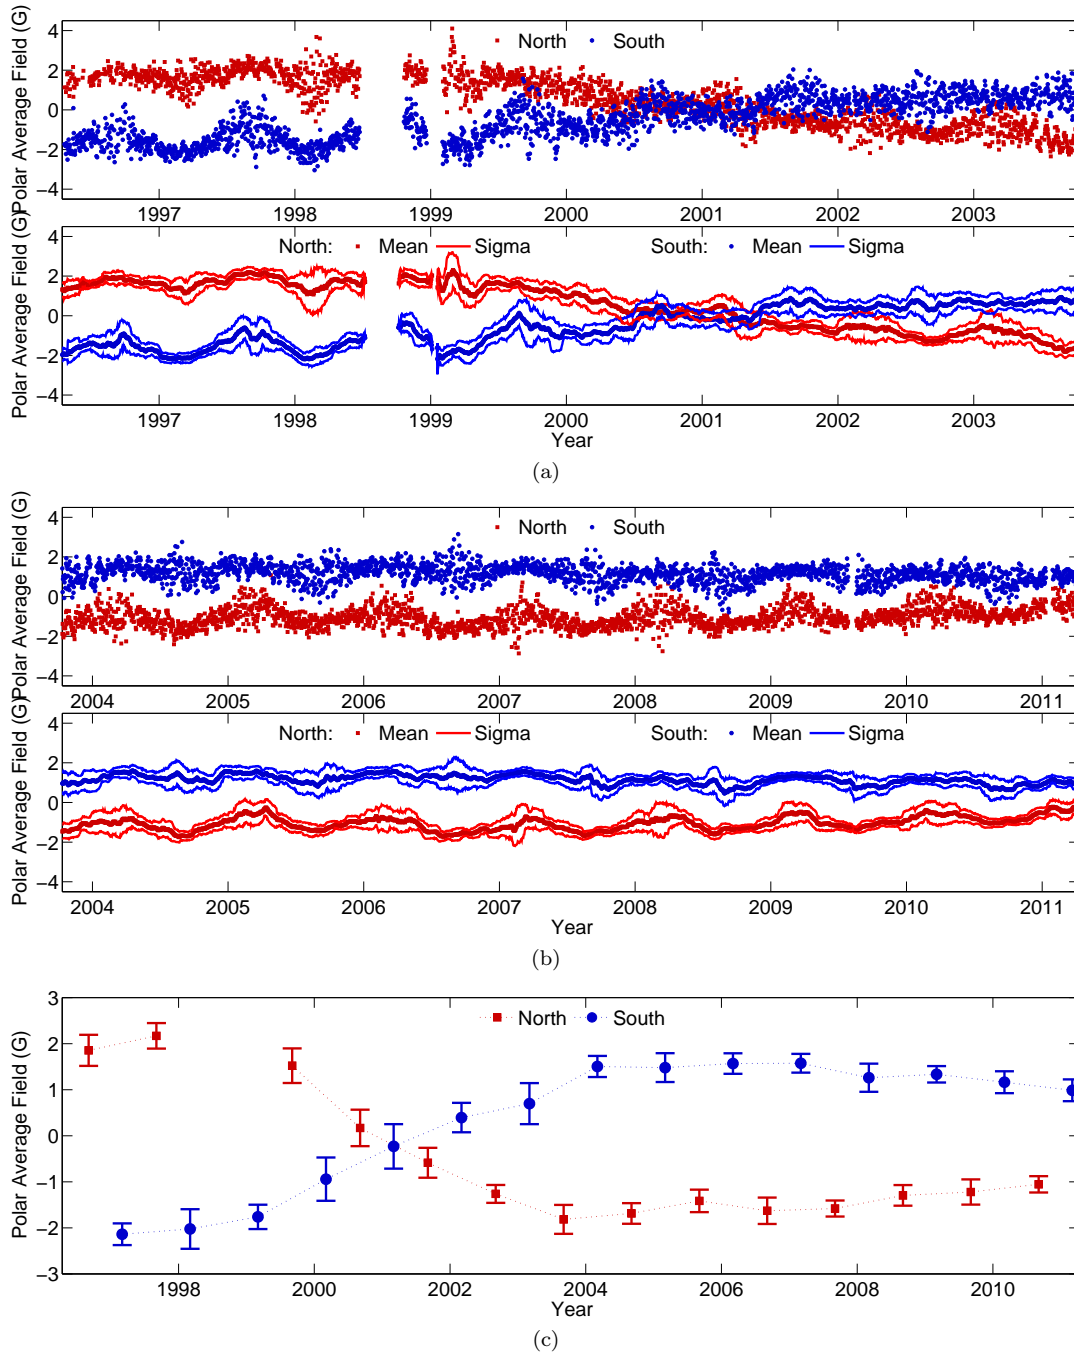 Polar Average Field (G)
4
2
0
−2
−4
North South
1997 1998 1999 2000 2001 2002 2003
Polar Average Field (G)
4
2
0
−2
−4
North: Mean Sigma South: Mean Sigma
1997 1998 1999 2000 2001 2002 2003
Year
(a)
Polar Average Field (G)
4
2
0
−2
−4
North South
2004 2005 2006 2007 2008 2009 2010 2011
Polar Average Field (G)
4
2
0
−2
−4
North: Mean Sigma South: Mean Sigma
2004 2005 2006 2007 2008 2009 2010 2011
Year
(b)
Polar Average Field (G)
3
2
1
0
−1
−2
−3
North South
1998 2000 2002 2004 2006 2008 2010
Year
(c)